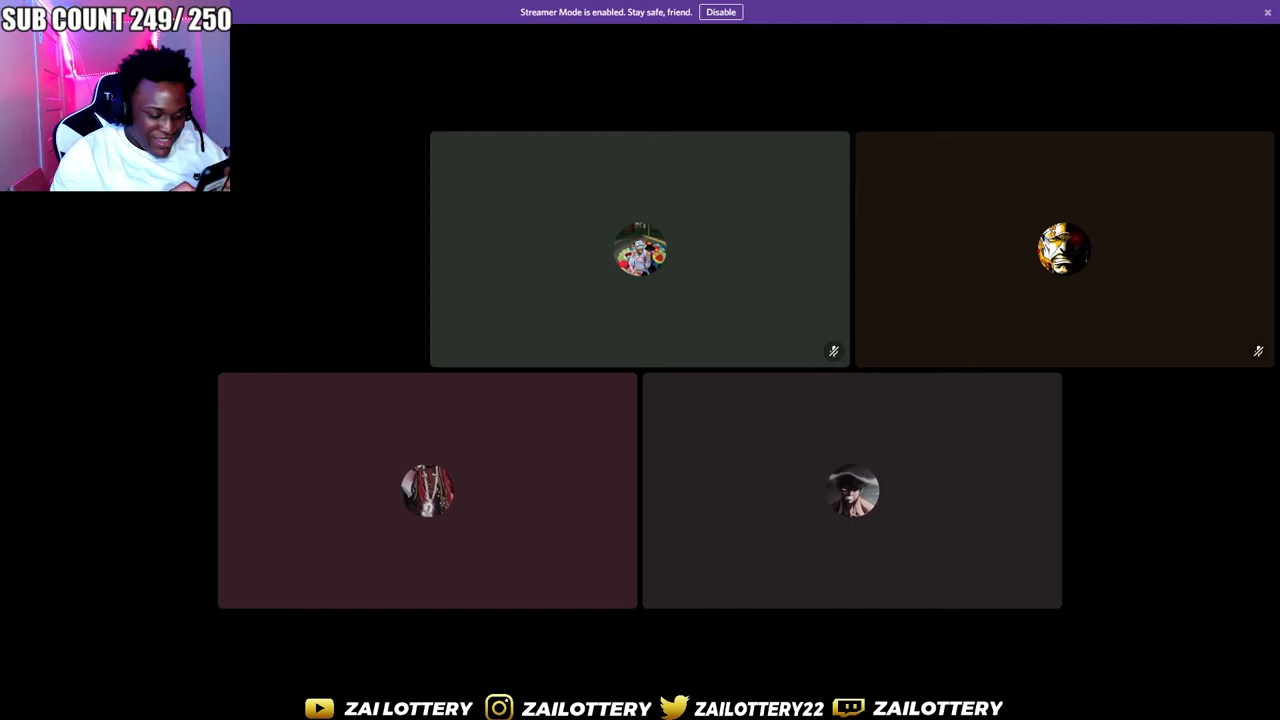 SUB COUNT 249/ 250
Streamer Mode is enabled. Stay safe, friend.
Disable
ZAI LOTTERY
ZAILOTTERY
ZAILOTTERY22
ZAILOTTERY